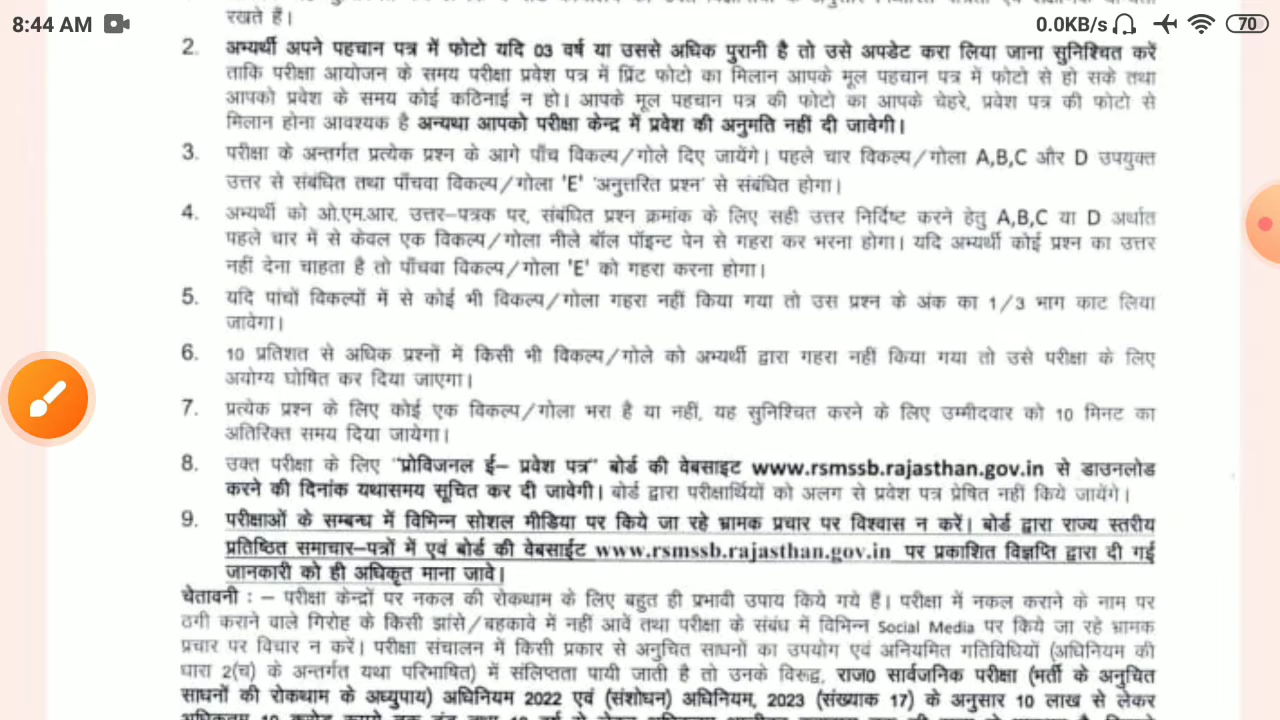 8:44 AM
0.0KB/s
70
रखते हैं।
2. अभ्यर्थी अपने पहचान पत्र में फोटो यदि 03 वर्ष या उससे अधिक पुरानी है तो उसे अपडेट करा लिया जाना सुनिश्चित करें
ताकि परीक्षा आयोजन के समय परीक्षा प्रवेश पत्र में प्रिंट फोटो का मिलान आपके मूल पहचान पत्र में फोटो से हो सके तथा
आपको प्रवेश के समय कोई कठिनाई न हो। आपके मूल पहचान पत्र की फोटो का आपके चेहरे, प्रवेश पत्र की फोटो से
मिलान होना आवश्यक है अन्यथा आपको परीक्षा केन्द्र में प्रवेश की अनुमति नहीं दी जावेगी।
3. परीक्षा के अन्तर्गत प्रत्येक प्रश्न के आगे पाँच विकल्प/गोले दिए जायेंगे। पहले चार विकल्प/गोला A,B,C और D उपयुक्त
उत्तर से संबंधित तथा पाँचवा विकल्प/गोला 'E' 'अनुत्तरित प्रश्न' से संबंधित होगा।
4. अभ्यर्थी को ओ.एम.आर. उत्तर-पत्रक पर, संबंधित प्रश्न क्रमांक के लिए सही उत्तर निर्दिष्ट करने हेतु A,B,C या D अर्थात
पहले चार में से केवल एक विकल्प/गोला नीले बॉल पॉइन्ट पेन से गहरा कर भरना होगा। यदि अभ्यर्थी कोई प्रश्न का उत्तर
नहीं देना चाहता है तो पाँचवा विकल्प/गोला 'E' को गहरा करना होगा।
5. यदि पांचों विकल्पों में से कोई भी विकल्प/गोला गहरा नहीं किया गया तो उस प्रश्न के अंक का 1/3 भाग काट लिया
जावेगा।
6. 10 प्रतिशत से अधिक प्रश्नों में किसी भी विकल्प/गोले को अभ्यर्थी द्वारा गहरा नहीं किया गया तो उसे परीक्षा के लिए
अयोग्य घोषित कर दिया जाएगा।
7. प्रत्येक प्रश्न के लिए कोई एक विकल्प/गोला भरा है या नहीं, यह सुनिश्चित करने के लिए उम्मीदवार को 10 मिनट का
अतिरिक्त समय दिया जायेगा।
8. उक्त परीक्षा के लिए "प्रोविजनल ई- प्रवेश पत्र" बोर्ड की वेबसाइट www.rsmssb.rajasthan.gov.in से डाउनलोड
करने की दिनांक यथासमय सूचित कर दी जावेगी। बोर्ड द्वारा परीक्षार्थियों को अलग से प्रवेश पत्र प्रेषित नहीं किये जायेंगे।
9. परीक्षाओं के सम्बन्ध में विभिन्न सोशल मीडिया पर किये जा रहे भ्रामक प्रचार पर विश्वास न करें। बोर्ड द्वारा राज्य स्तरीय
प्रतिष्ठित समाचार-पत्रों में एवं बोर्ड की वेबसाईट www.rsmssb.rajasthan.gov.in पर प्रकाशित विज्ञप्ति द्वारा दी गई
जानकारी को ही अधिकृत माना जावे।
चेतावनी : - परीक्षा केन्द्रों पर नकल की रोकथाम के लिए बहुत ही प्रभावी उपाय किये गये हैं। परीक्षा में नकल कराने के नाम पर
ठगी कराने वाले गिरोह के किसी झांसे/बहकावे में नहीं आवें तथा परीक्षा के संबंध में विभिन्न Social Media पर किये जा रहे भ्रामक
प्रचार पर विचार न करें। परीक्षा संचालन में किसी प्रकार से अनुचित साधनों का उपयोग एवं अनियमित गतिविधियों (अधिनियम की
धारा 2(च) के अन्तर्गत यथा परिभाषित) में संलिप्तता पायी जाती है तो उनके विरूद्ध, राज0 सार्वजनिक परीक्षा (भर्ती के अनुचित
साधनों की रोकथाम के अध्युपाय) अधिनियम 2022 एवं (संशोधन) अधिनियम, 2023 (संख्याक 17) के अनुसार 10 लाख से लेकर